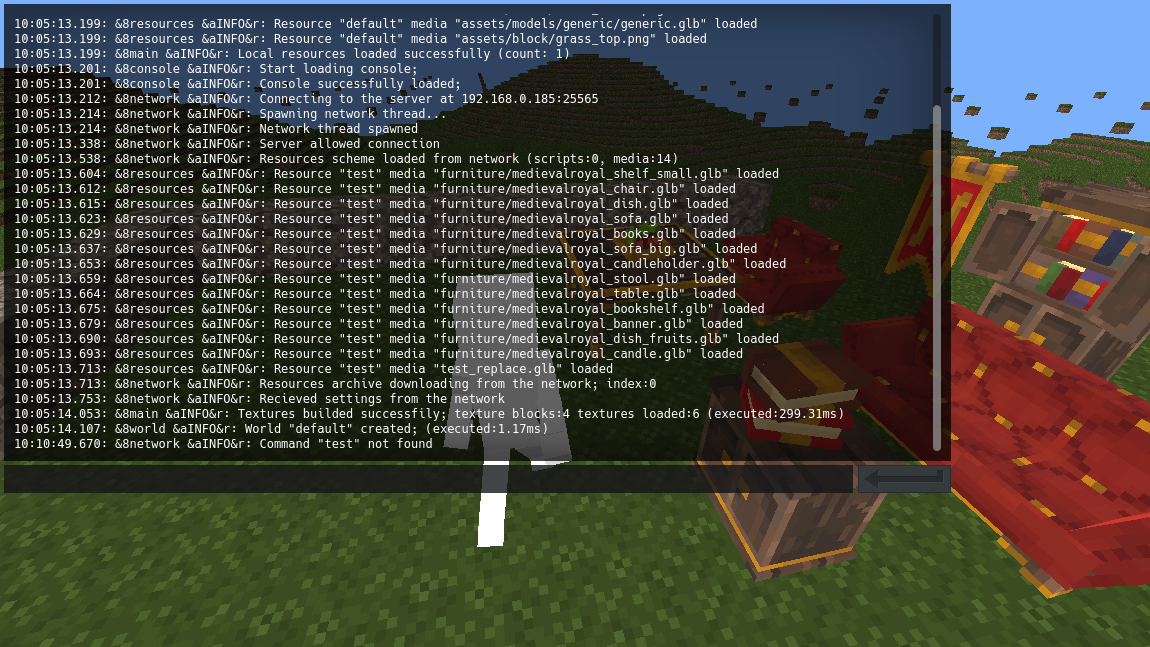 10:05:13.199: &8resources &aINFO&r: Resource "default" media "assets/models/generic/generic.glb" loaded
10:05:13.199: &8resources &aINFO&r: Resource "default" media "assets/block/grass_top.png" loaded
10:05:13.199: &8main &aINFO&r: Local resources loaded successfully (count: 1)
10:05:13.201: &8console &aINFO&r: Start loading console;
10:05:13.201: &8console &aINFO&r: Console successfully loaded;
10:05:13.212: &8network &aINFO&r: Connecting to the server at 192.168.0.185:25565
10:05:13.214: &8network &aINFO&r: Spawning network thread...
10:05:13.214: &8network &aINFO&r: Network thread spawned
10:05:13.338: &8network &aINFO&r: Server allowed connection
10:05:13.538: &8network &aINFO&r: Resources scheme loaded from network (scripts:0, media:14)
10:05:13.604: &8resources &aINFO&r: Resource "test" media "furniture/medievalroyal_shelf_small.glb" loaded
10:05:13.612: &8resources &aINFO&r: Resource "test" media "furniture/medievalroyal_chair.glb" loaded
10:05:13.615: &8resources &aINFO&r: Resource "test" media "furniture/medievalroyal_dish.glb" loaded
10:05:13.623: &8resources &aINFO&r: Resource "test" media "furniture/medievalroyal_sofa.glb" loaded
10:05:13.629: &8resources &aINFO&r: Resource "test" media "furniture/medievalroyal_books.glb" loaded
10:05:13.637: &8resources &aINFO&r: Resource "test" media "furniture/medievalroyal_sofa_big.glb" loaded
10:05:13.653: &8resources &aINFO&r: Resource "test" media "furniture/medievalroyal_candleholder.glb" loaded
10:05:13.659: &8resources &aINFO&r: Resource "test" media "furniture/medievalroyal_stool.glb" loaded
10:05:13.664: &8resources &aINFO&r: Resource "test" media "furniture/medievalroyal_table.glb" loaded
10:05:13.675: &8resources &aINFO&r: Resource "test" media "furniture/medievalroyal_bookshelf.glb" loaded
10:05:13.679: &8resources &aINFO&r: Resource "test" media "furniture/medievalroyal_banner.glb" loaded
10:05:13.690: &8resources &aINFO&r: Resource "test" media "furniture/medievalroyal_dish_fruits.glb" loaded
10:05:13.693: &8resources &aINFO&r: Resource "test" media "furniture/medievalroyal_candle.glb" loaded
10:05:13.713: &8resources &aINFO&r: Resource "test" media "test_replace.glb" loaded
10:05:13.713: &8network &aINFO&r: Resources archive downloading from the network; index:0
10:05:13.753: &8network &aINFO&r: Recieved settings from the network
10:05:14.053: &8main &aINFO&r: Textures builded successfily; texture blocks:4 textures loaded:6 (executed:299.31ms)
10:05:14.107: &8world &aINFO&r: World "default" created; (executed:1.17ms)
10:10:49.670: &8network &aINFO&r: Command "test" not found